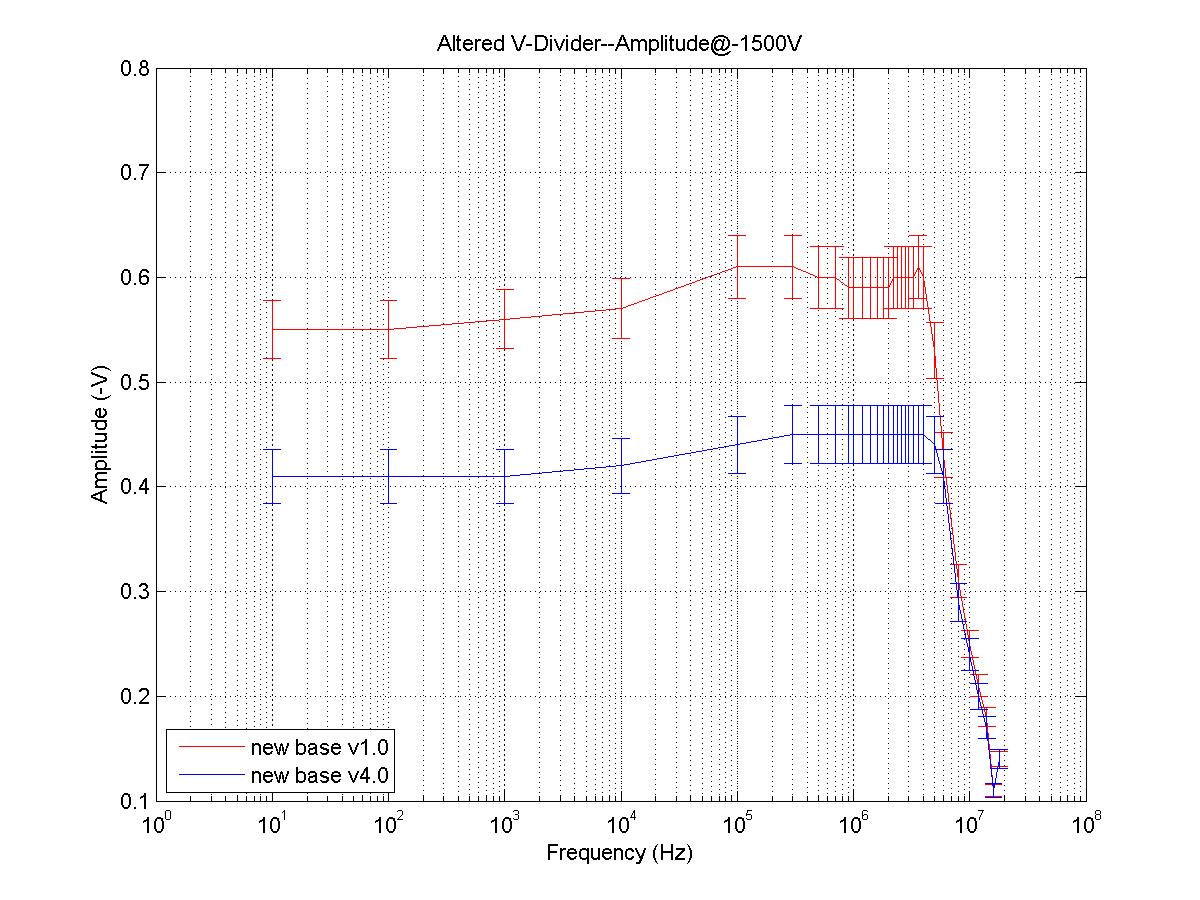 Altered V-Divider--Amplitude@-1500V
0.8
0.7
0.6
0.5
0.4
0.3
0.2
0.1
Amplitude (-V)
new base v1.0
new base v4.0
10^0 10^1 10^2 10^3 10^4 10^5 10^6 10^7 10^8
Frequency (Hz)